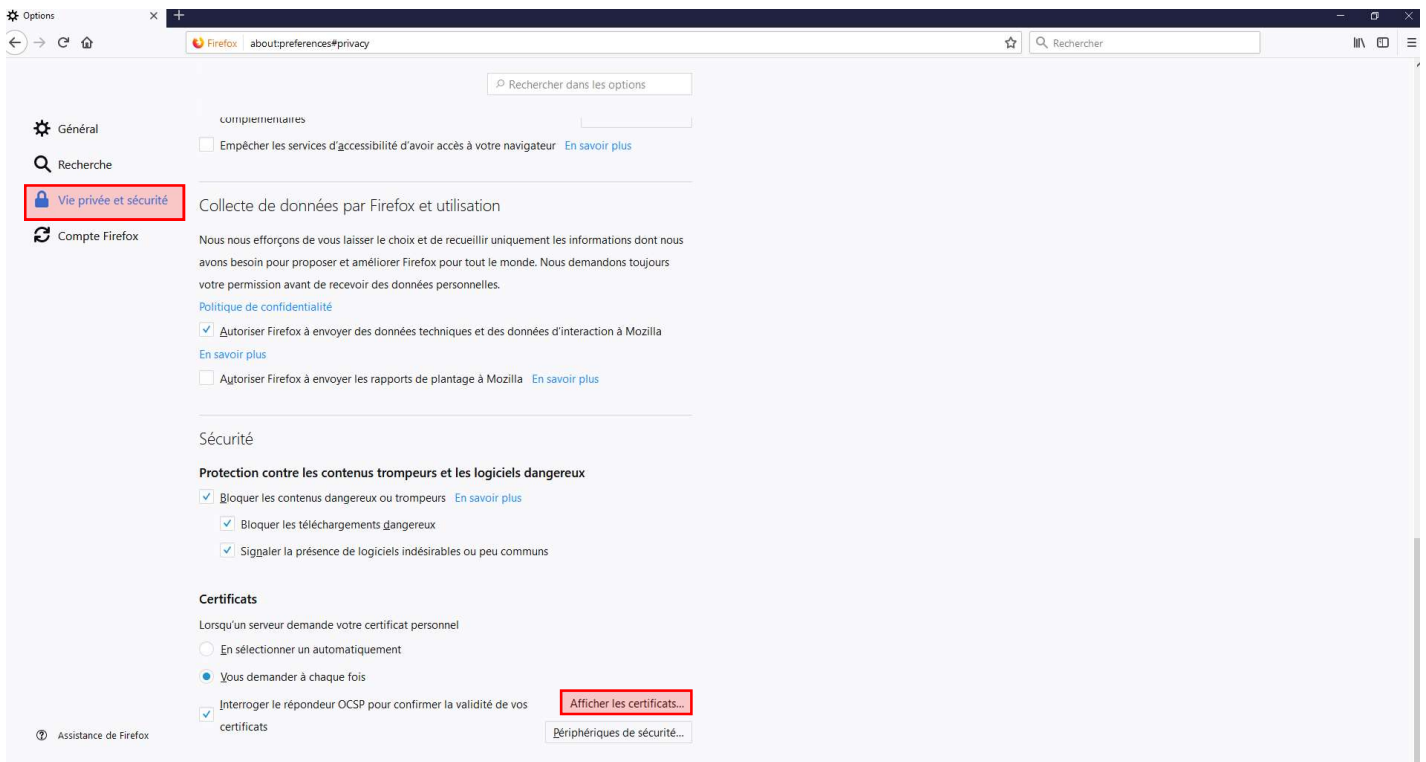 Options
Firefox about:preferences#privacy
Rechercher
Rechercher dans les options
Général
Recherche
Vie privée et sécurité
Compte Firefox
complémentaires
Empêcher les services d'accessibilité d'avoir accès à votre navigateur En savoir plus
Collecte de données par Firefox et utilisation
Nous nous efforçons de vous laisser le choix et de recueillir uniquement les informations dont nous
avons besoin pour proposer et améliorer Firefox pour tout le monde. Nous demandons toujours
votre permission avant de recevoir des données personnelles.
Politique de confidentialité
Autoriser Firefox à envoyer des données techniques et des données d'interaction à Mozilla
En savoir plus
Autoriser Firefox à envoyer les rapports de plantage à Mozilla En savoir plus
Sécurité
Protection contre les contenus trompeurs et les logiciels dangereux
Bloquer les contenus dangereux ou trompeurs En savoir plus
Bloquer les téléchargements dangereux
Signaler la présence de logiciels indésirables ou peu communs
Certificats
Lorsqu'un serveur demande votre certificat personnel
En sélectionner un automatiquement
Vous demander à chaque fois
Interroger le répondeur OCSP pour confirmer la validité de vos
certificats
Afficher les certificats...
Périphériques de sécurité...
Assistance de Firefox